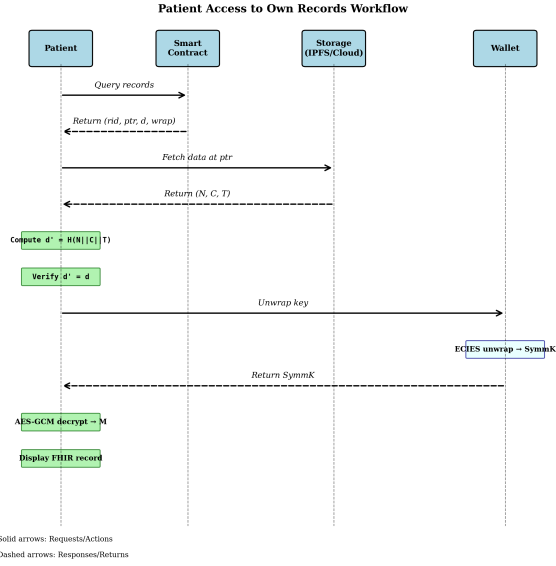 Patient Access to Own Records Workflow
Patient
Smart
Contract
Storage
(IPFS/Cloud)
Wallet
Query records
Return (rid, ptr, d, wrap)
Fetch data at ptr
Return (N, C, T)
Compute d' = H(N||C||T)
Verify d' = d
Unwrap key
ECIES unwrap → SymmK
Return SymmK
AES-GCM decrypt → M
Display FHIR record
Solid arrows: Requests/Actions
Dashed arrows: Responses/Returns